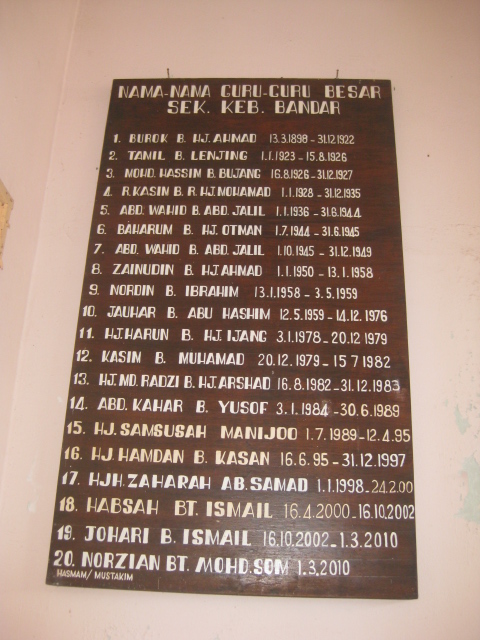 NAMA-NAMA GURU-GURU BESAR
SEK. KEB. BANDAR
1. BUROK B. HJ. AHMAD 13.3.1898 - 31.12.1922
2. TAMIL B. LENJING 1.1.1923 - 15.8.1926
3. MOHD. HASSIM B. BUJANG 16.8.1926 - 31.12.1927
4. R. KASIN B. R. HJ. MOHAMAD 1.1.1928 - 31.12.1935
5. ABD. WAHID B. ABD. JALIL 1.1.1936 - 31.6.1944
6. BAHARUM B. HJ. OTMAN 1.7.1944 - 31.6.1945
7. ABD. WAHID B. ABD. JALIL 1.10.1945 - 31.12.1949
8. ZAINUDIN B. HJ. AHMAD 1.1.1950 - 13.1.1958
9. NORDIN B. IBRAHIM 13.1.1958 - 3.5.1959
10. JAUHAR B. ABU HASHIM 12.5.1959 - 14.12.1976
11. HJ. HARUN B. HJ. IJANG 3.1.1978 - 20.12.1979
12. KASIN B. MUHAMAD 20.12.1979 - 15 7 1982
13. HJ. MD. RADZI B. HJ. ARSHAD 16.8.1982 - 31.12.1983
14. ABD. KAHAR B. YUSOF 3.1.1984 - 30.6.1989
15. HJ. SAMSUSAH MANIJOO 1.7.1989 - 12.4.95
16. HJ. HAMDAN B. KASAN 16.6.95 - 31.12.1997
17. HJH. ZAHARAH AB. SAMAD 1.1.1998 - 24.2.00
18. HABSAH BT. ISMAIL 16.4.2000 - 16.10.2002
19. JOHARI B. ISMAIL 16.10.2002 - 1.3.2010
20. NORZIAN BT. MOHD. SOM 1.3.2010
HASMAM/ MUSTAKIM